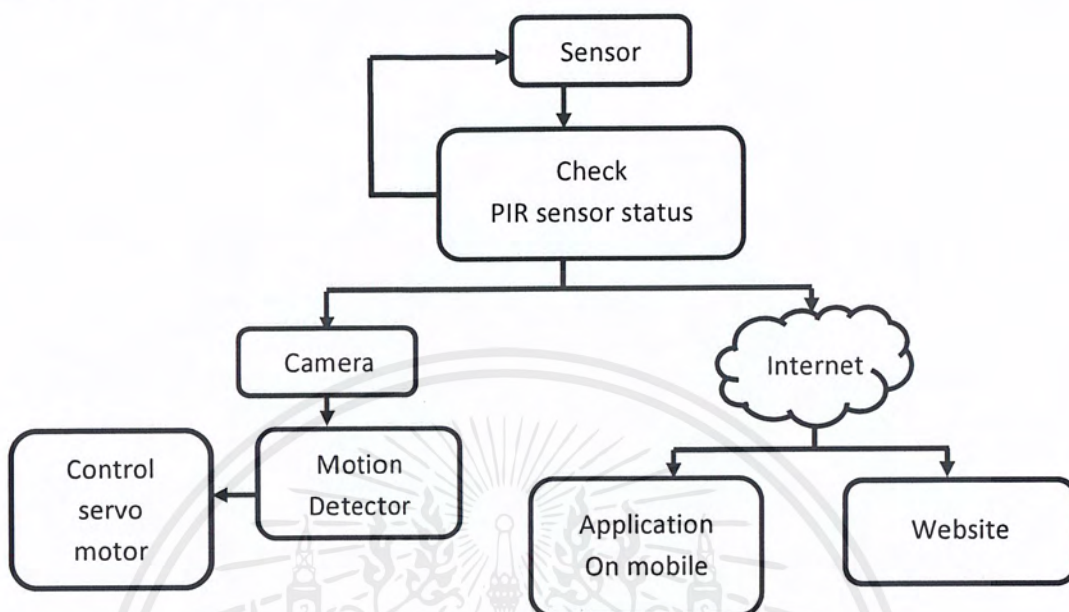 Sensor
Check
PIR sensor status
Camera
Internet
Control
servo
motor
Motion
Detector
Application
On mobile
Website